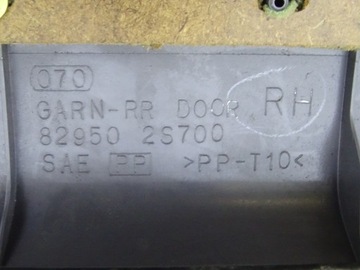 070
GARN-RR DOOR RH
82950 2S700
SAE PP >PP-T10<